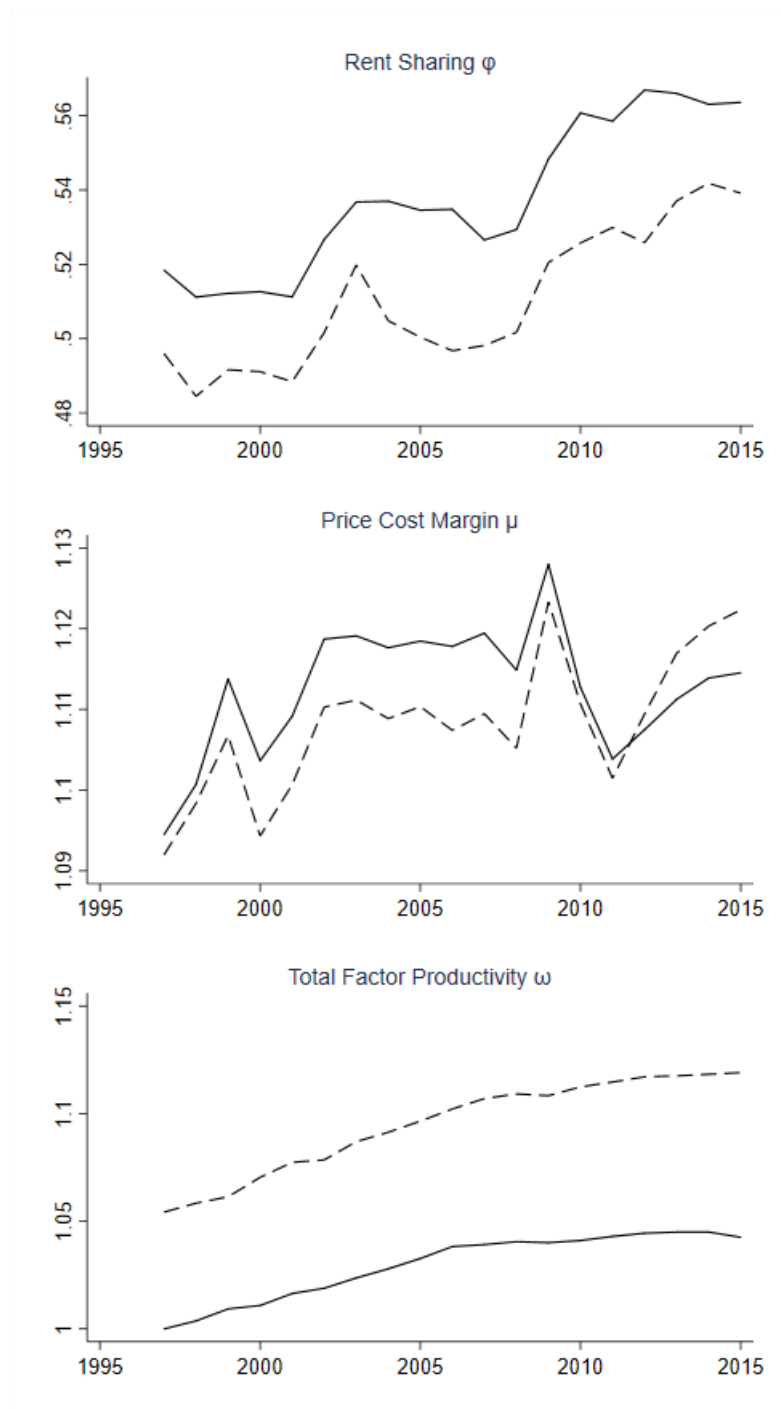 Rent Sharing φ
.56
.54
.52
.5
.48
1995 2000 2005 2010 2015
Price Cost Margin µ
1.13
1.12
1.11
1.1
1.09
1995 2000 2005 2010 2015
Total Factor Productivity ω
1.15
1.1
1.05
1
1995 2000 2005 2010 2015